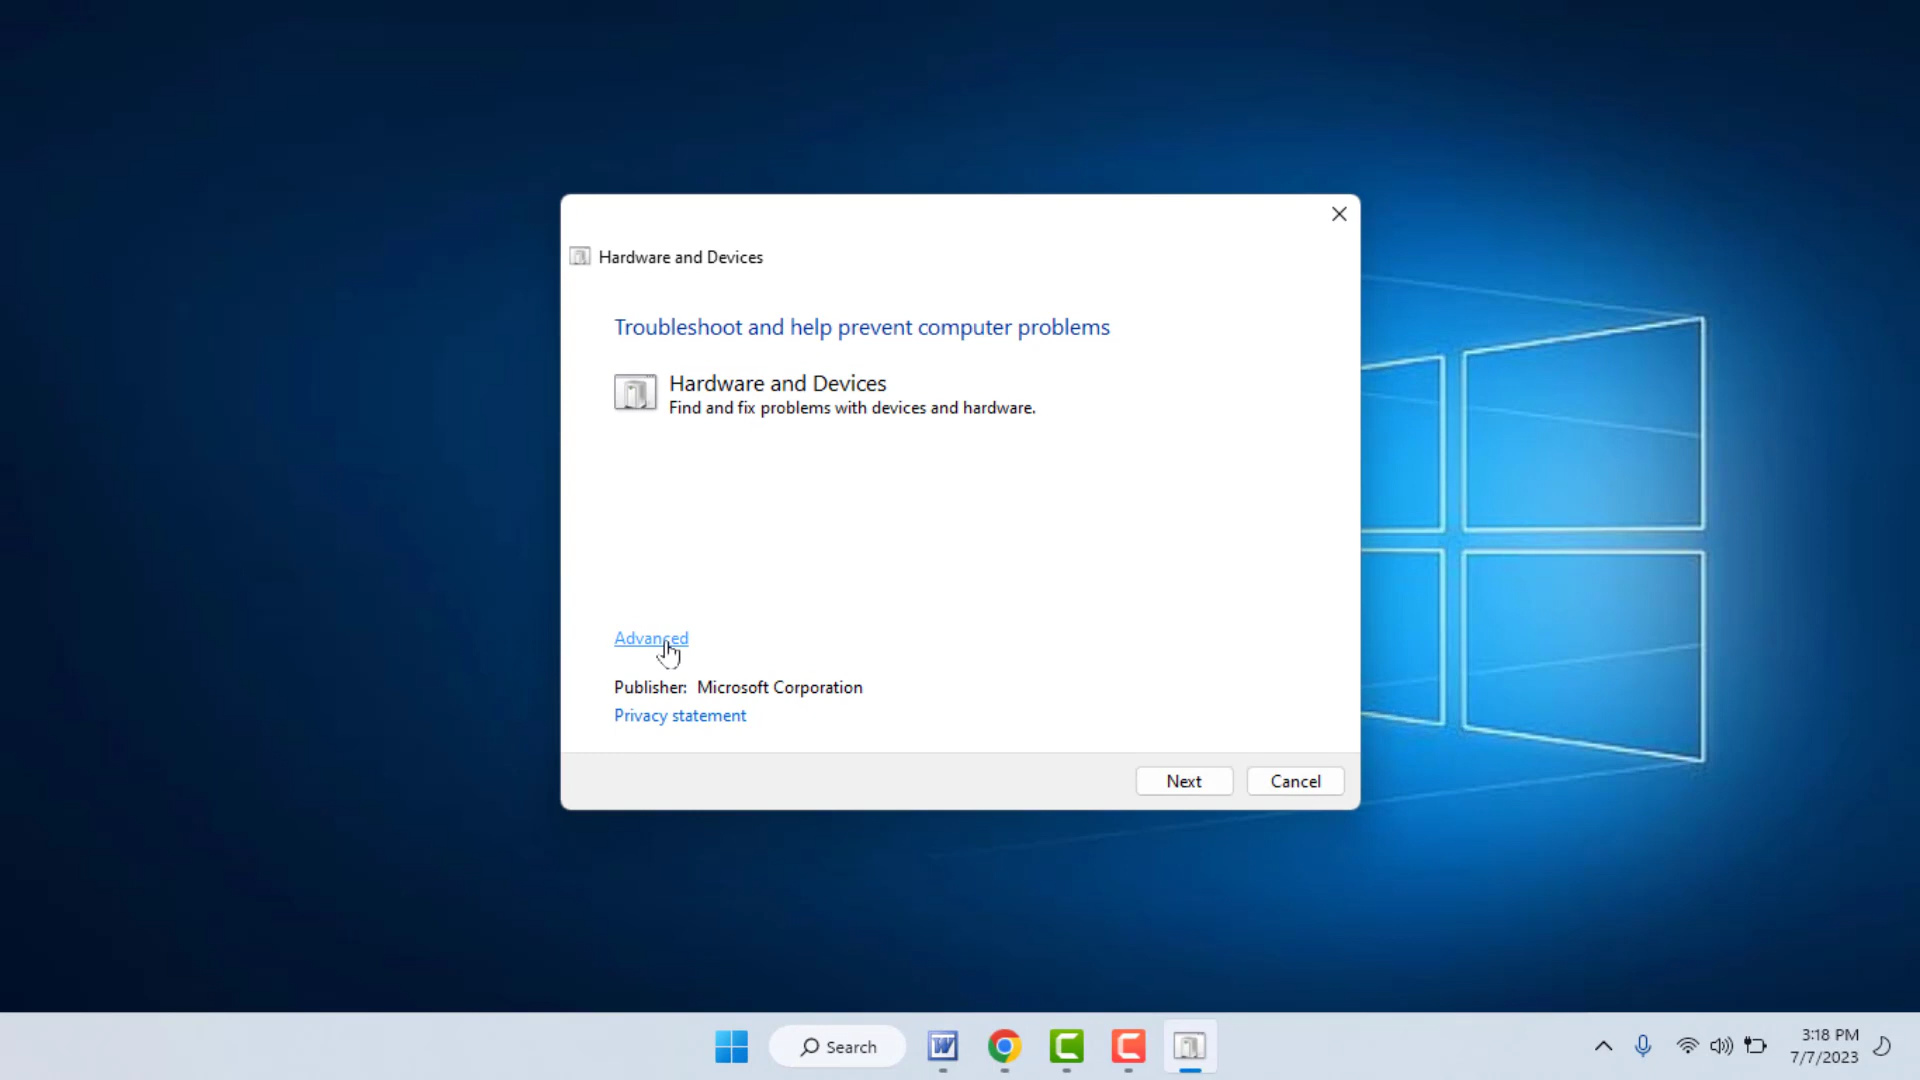 Hardware and Devices
Troubleshoot and help prevent computer problems
Hardware and Devices
Find and fix problems with devices and hardware.
Advanced
Publisher: Microsoft Corporation
Privacy statement
Next Cancel
Search
W
3:18 PM
7/7/2023